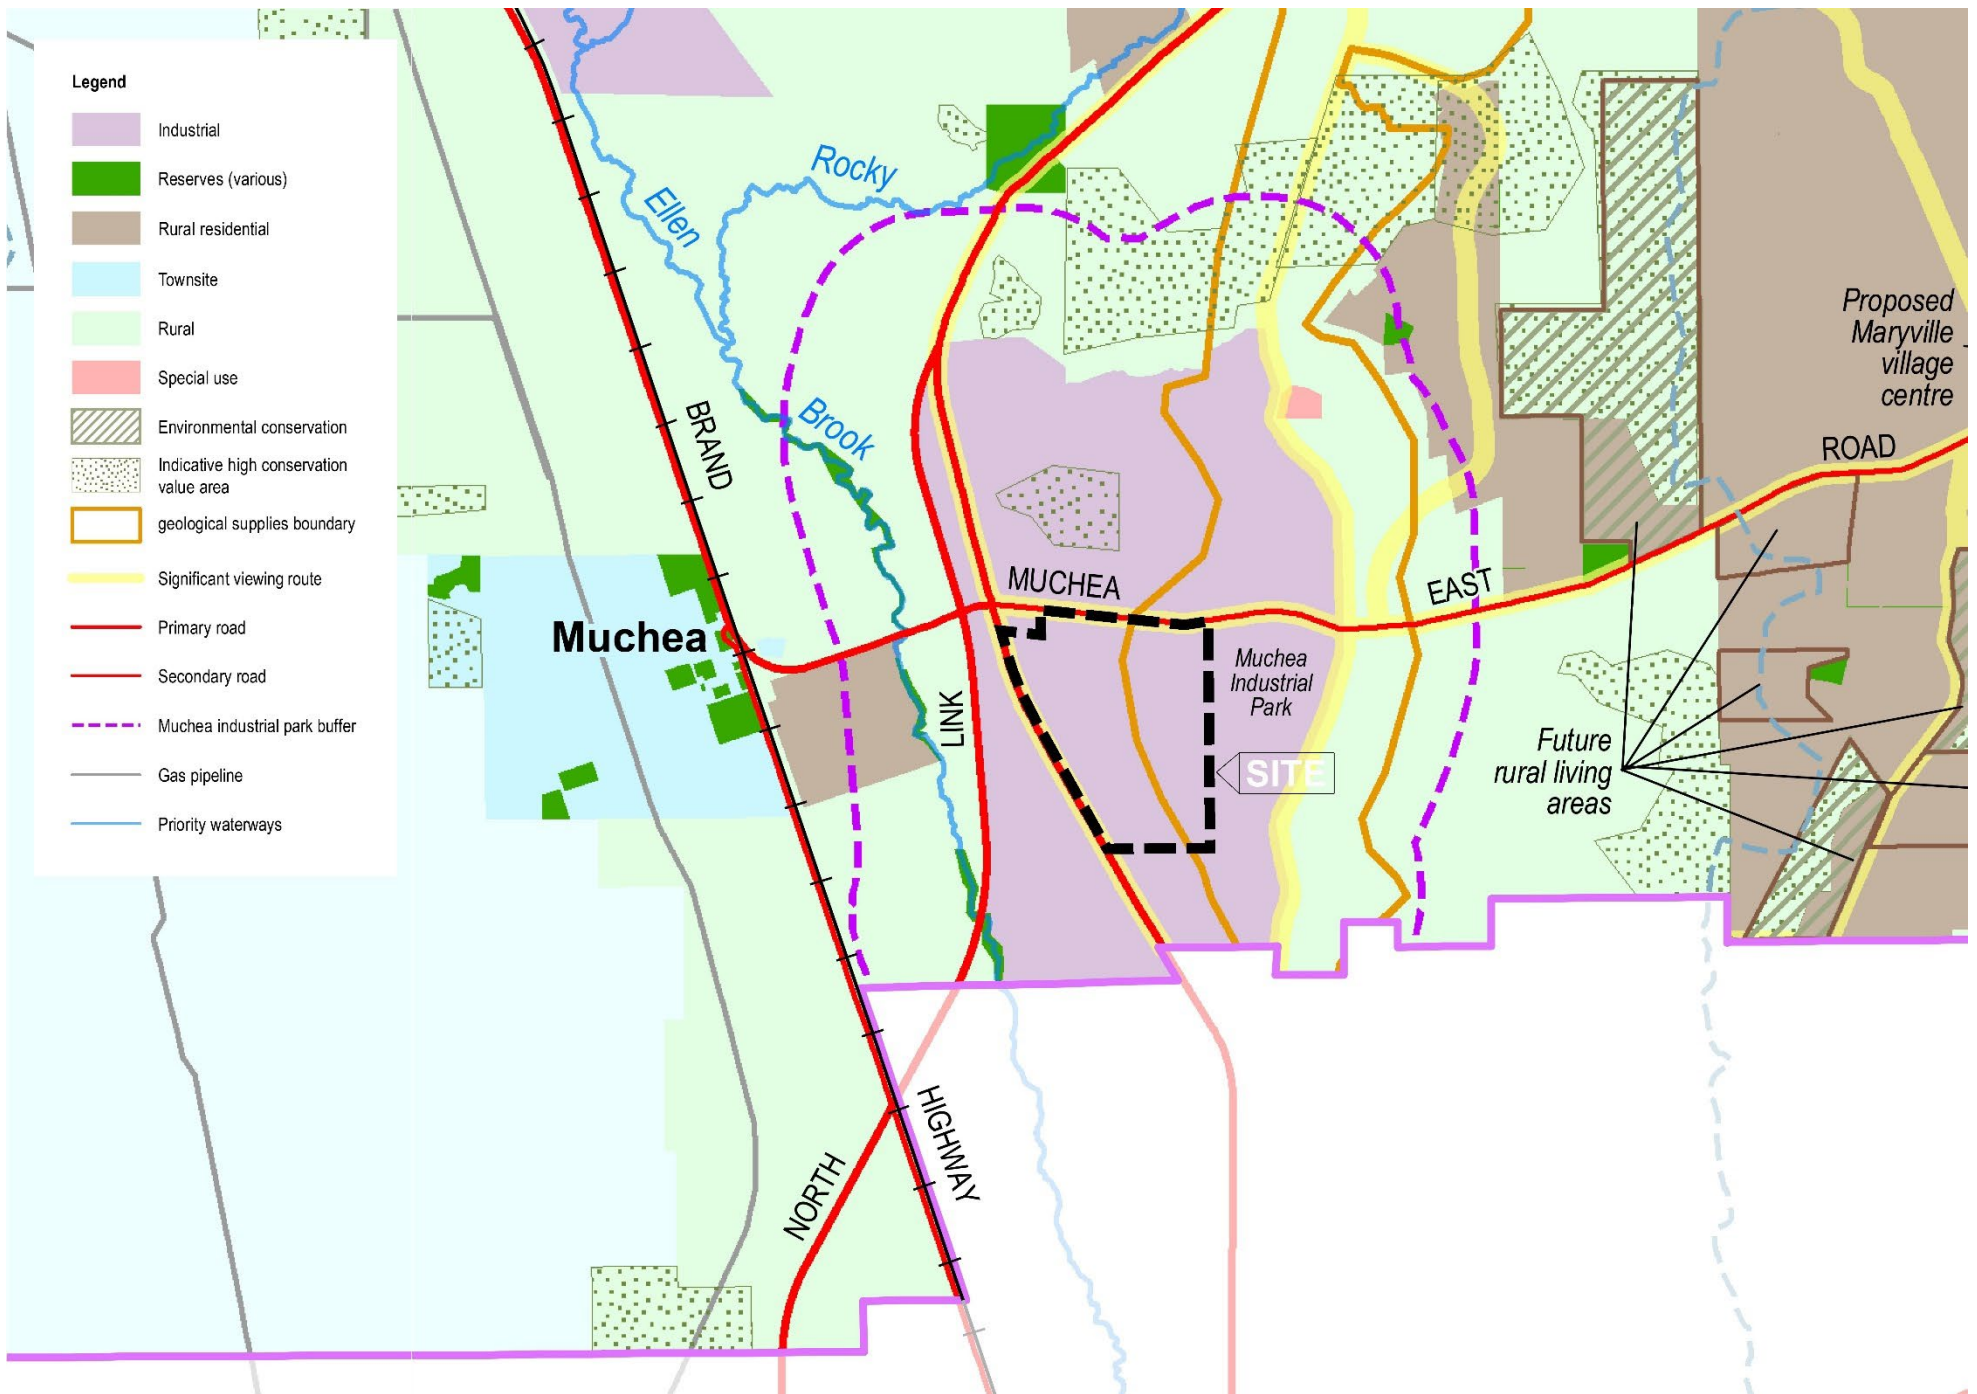 Legend
Industrial
Reserves (various)
Rural residential
Townsite
Rural
Special use
Environmental conservation
Indicative high conservation
value area
geological supplies boundary
Significant viewing route
Primary road
Secondary road
Muchea industrial park buffer
Gas pipeline
Priority waterways
Rocky
Ellen
Brook
BRAND
Proposed
Maryville
village
centre
ROAD
EAST
MUCHEA
Muchea
Muchea
Industrial
Park
LINK
SITE
Future
rural living
areas
HIGHWAY
NORTH